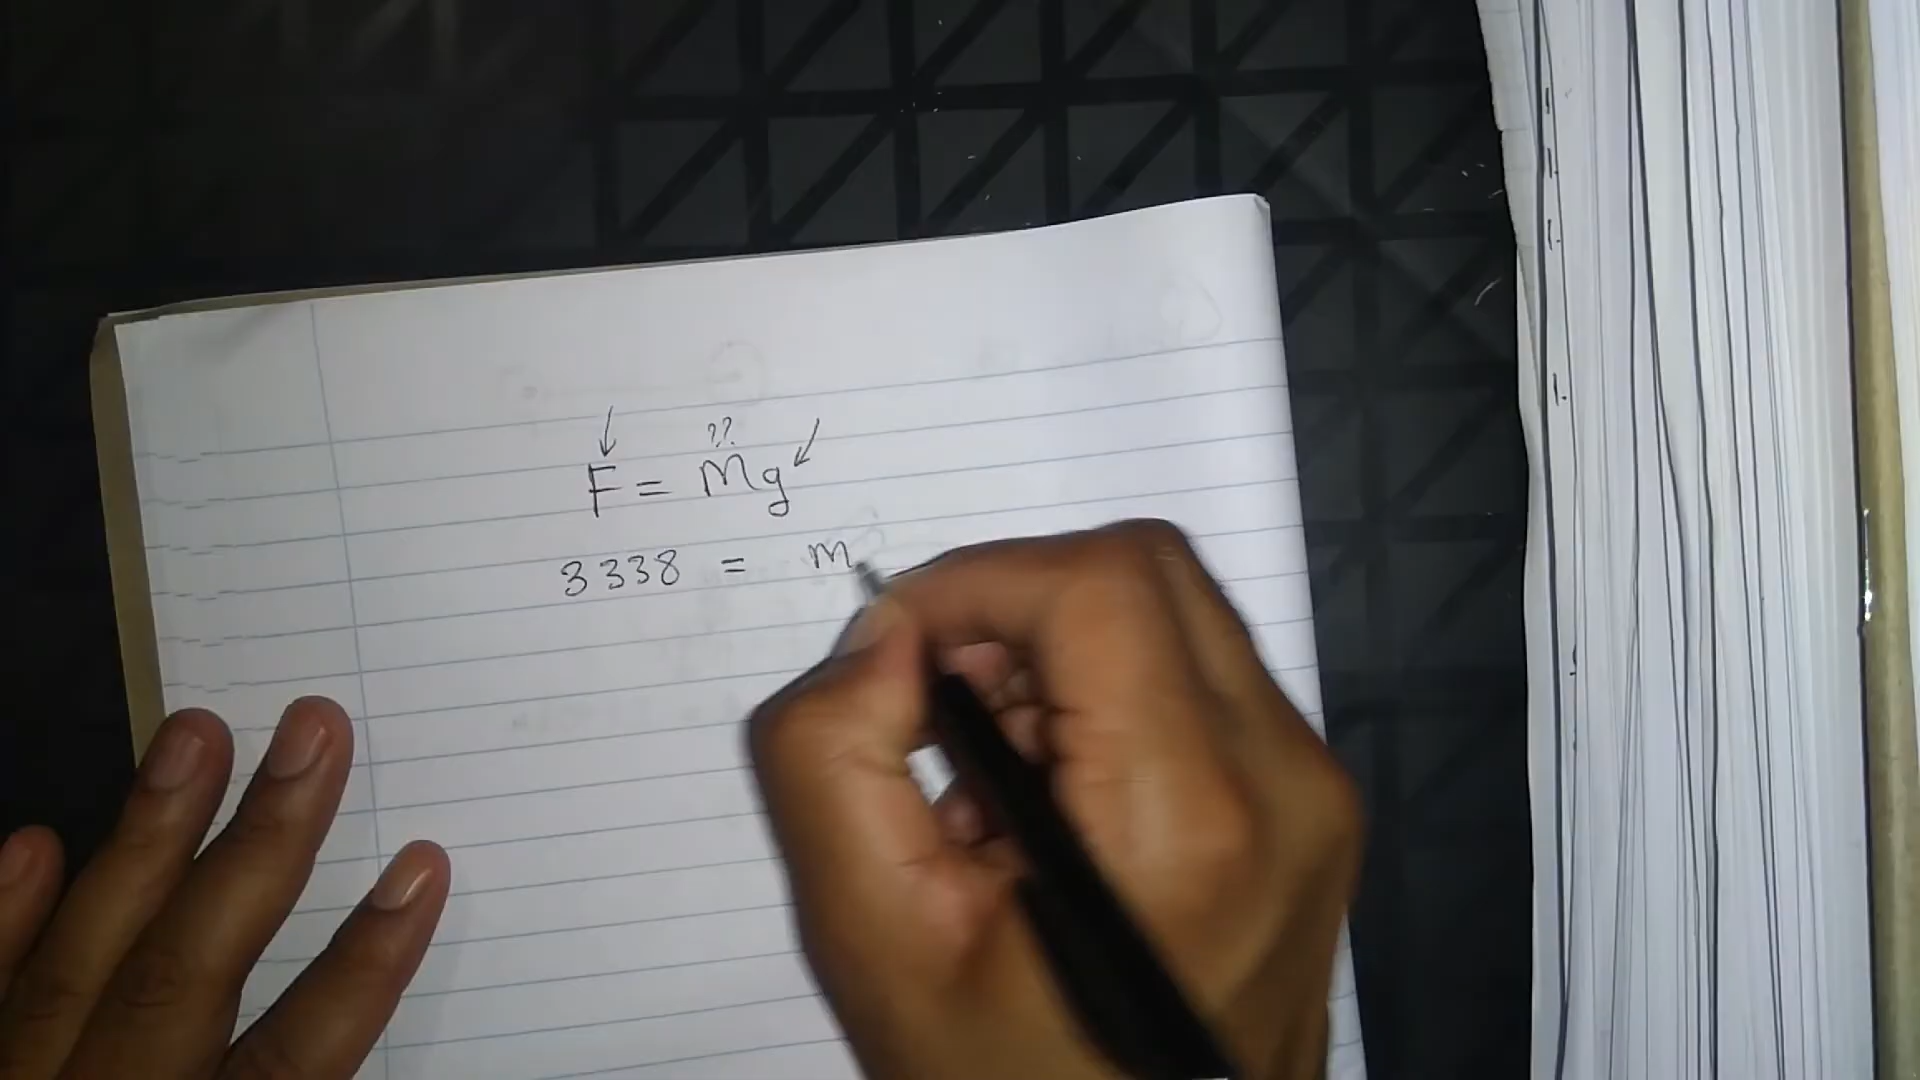 ??
F = Mg
3338 = m